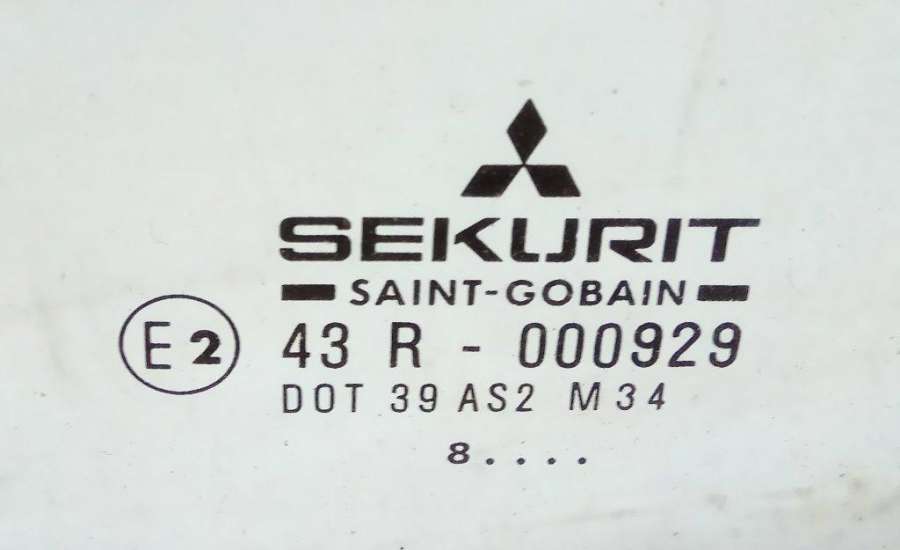 SEKURIT
SAINT-GOBAIN
E2 43 R - 000929
DOT 39 AS2 M34
8....